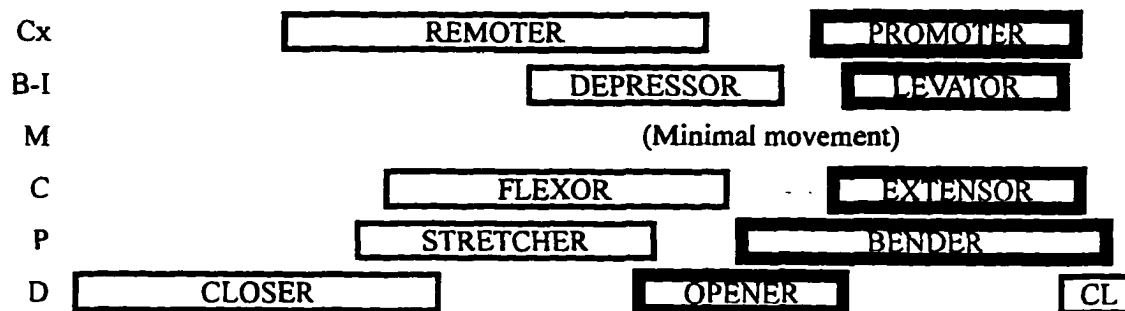 Cx REMOTER PROMOTER
B-I DEPRESSOR LEVATOR
M (Minimal movement)
C FLEXOR EXTENSOR
P STRETCHER BENDER
D CLOSER OPENER CL